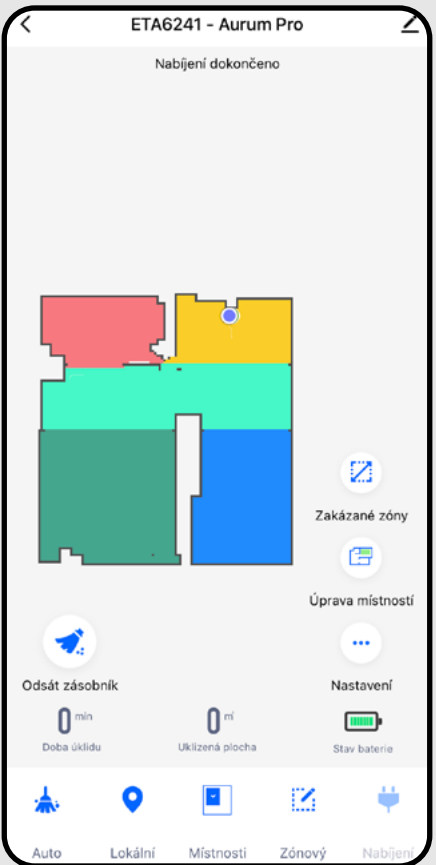 ETA6241 - Aurum Pro
Nabíjení dokončeno
Zakázané zóny
Úprava místností
Odsát zásobník
Nastavení
0 min
0 m²
Doba úklidu
Uklizená plocha
Stav baterie
Auto
Lokální
Místnosti
Zónový
Nabíjení